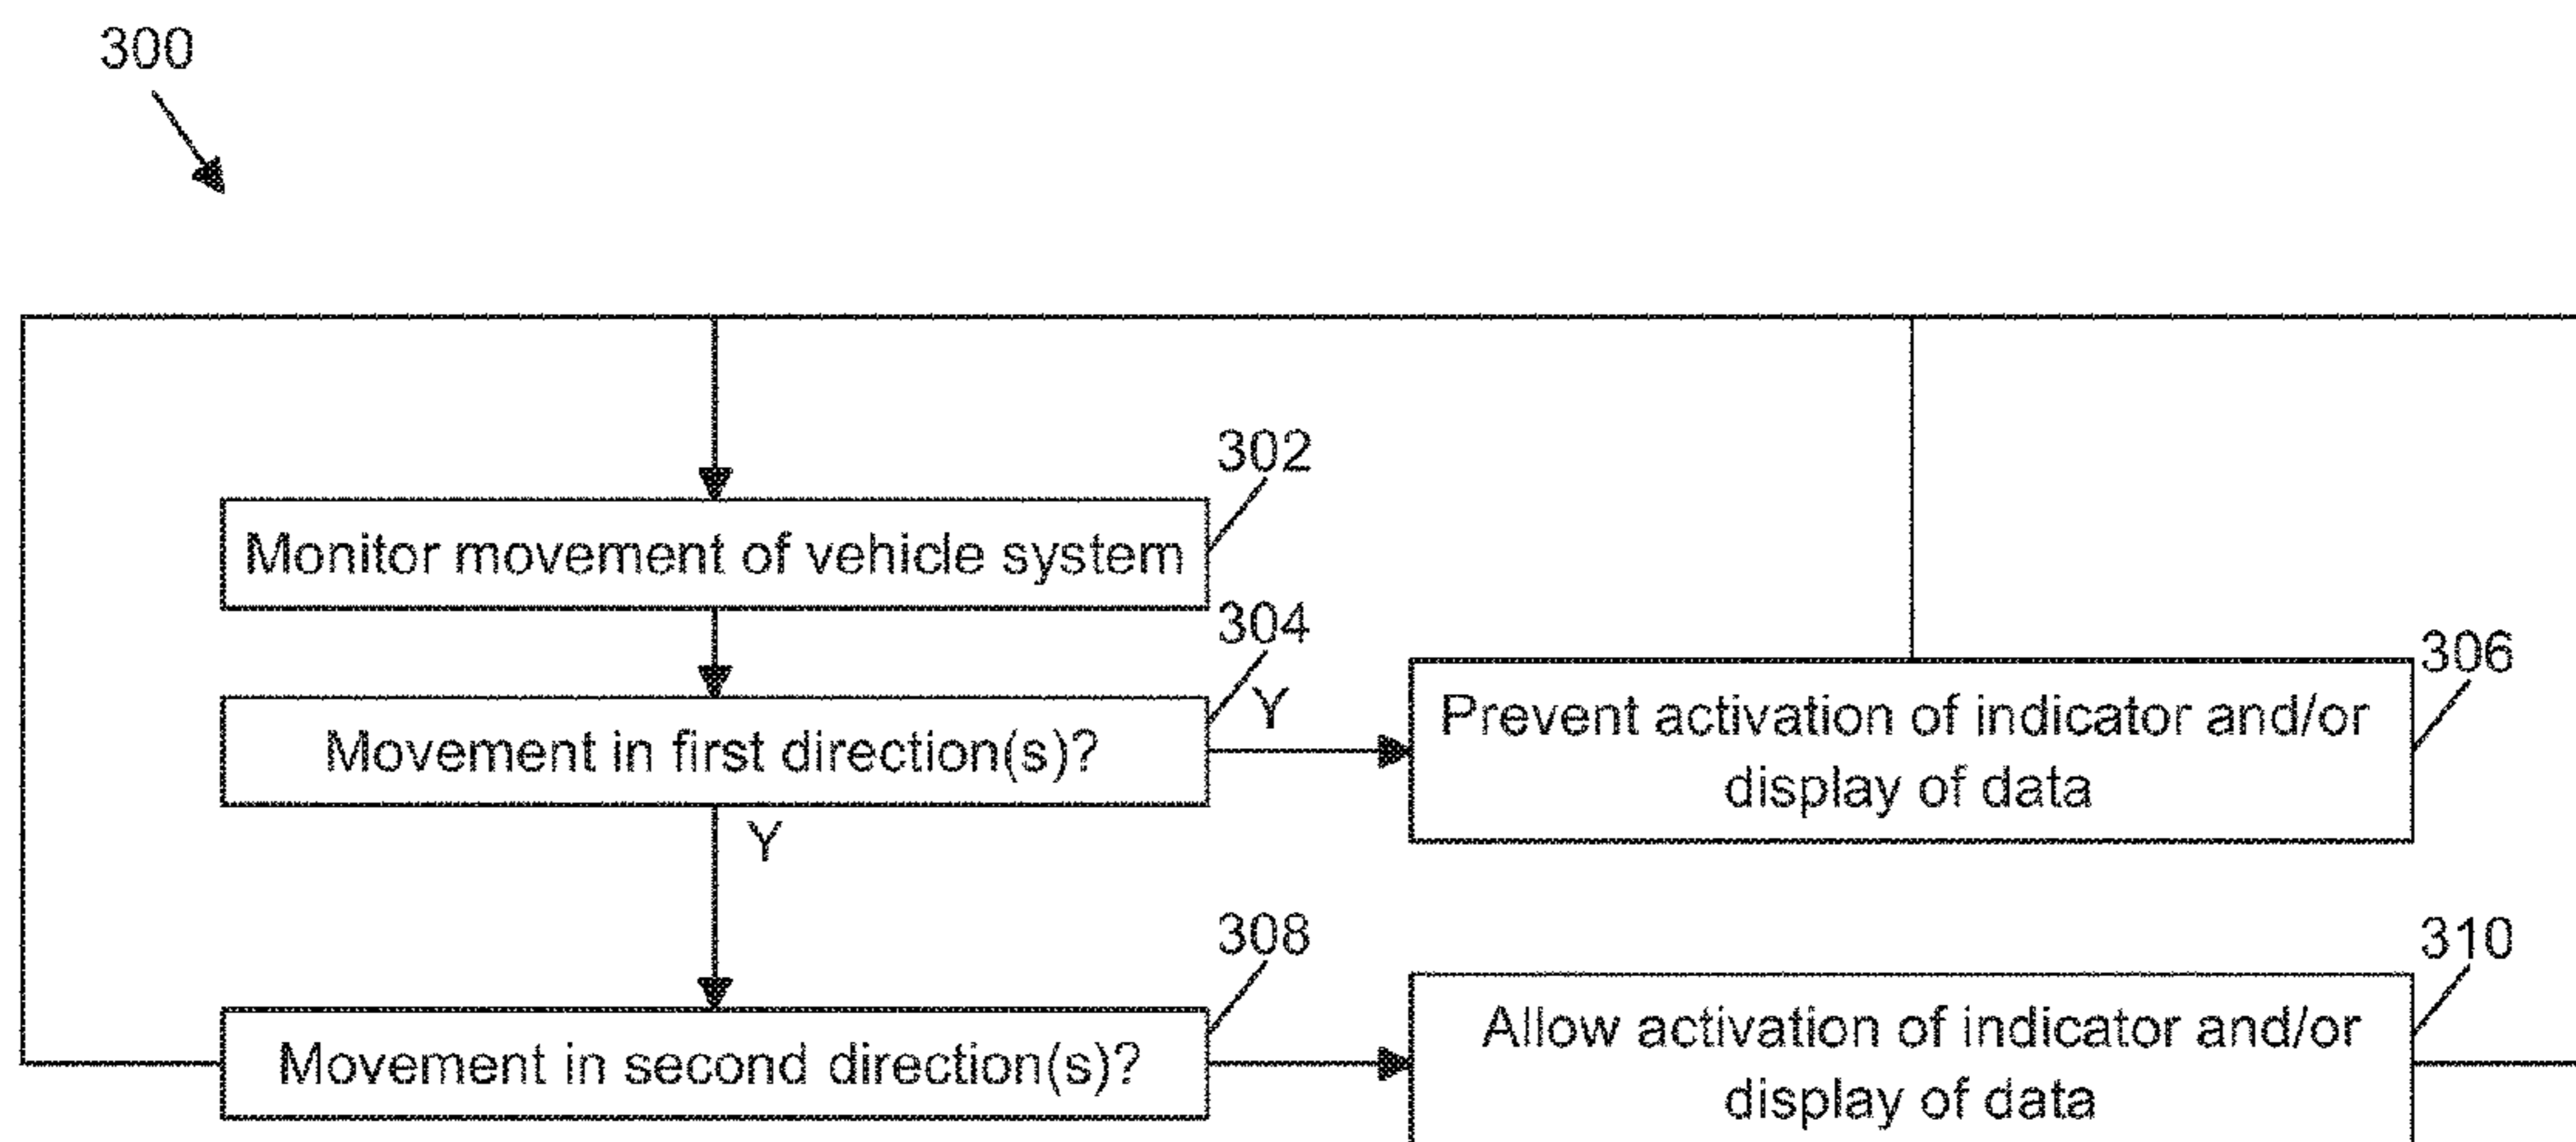 300
302
Monitor movement of vehicle system
304
Movement in first direction(s)?
Y
306
Prevent activation of indicator and/or
display of data
Y
308
Movement in second direction(s)?
310
Allow activation of indicator and/or
display of data